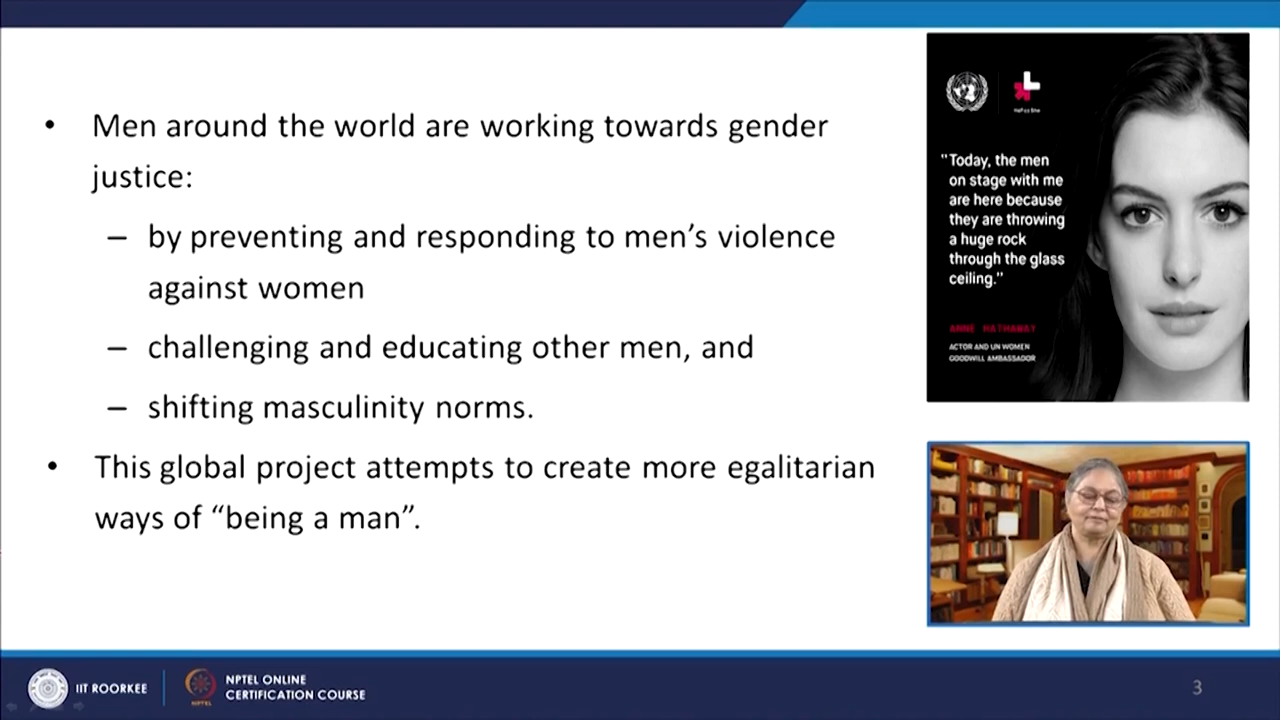 • Men around the world are working towards gender
justice:
– by preventing and responding to men’s violence
against women
– challenging and educating other men, and
– shifting masculinity norms.
• This global project attempts to create more egalitarian
ways of “being a man”.
"Today, the men
on stage with me
are here because
they are throwing
a huge rock
through the glass
ceiling."
ANNE HATHAWAY
ACTOR AND UN WOMEN
GOODWILL AMBASSADOR
IIT ROORKEE
NPTEL ONLINE
CERTIFICATION COURSE
NPTEL
3